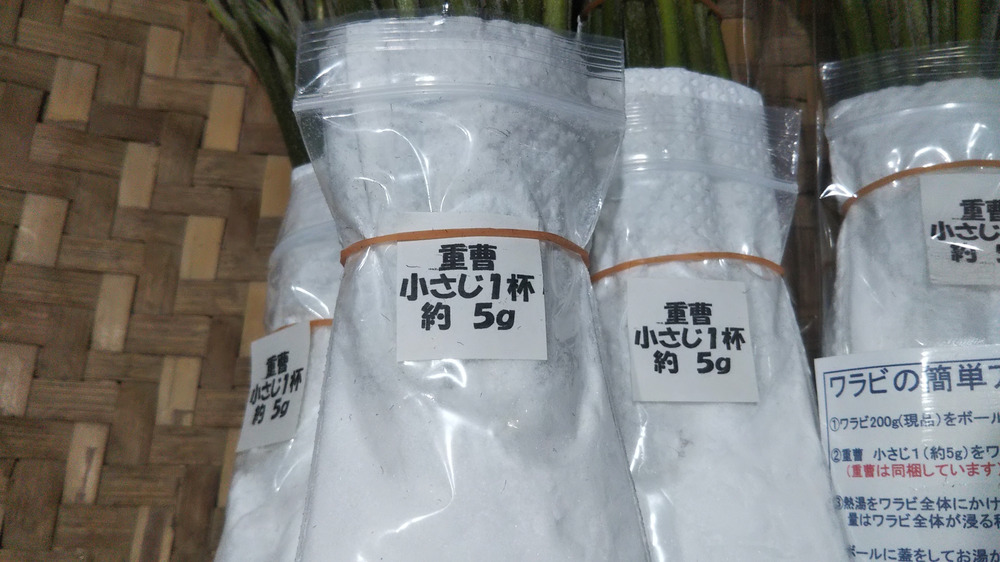 重曹
小さじ1杯
約 5g
重曹
小さじ1杯
約 5g
重曹
小さじ1杯
約 5g
重曹
小さじ
約
ワラビの簡単ア
①ワラビ200g(現品)をボール
②重曹 小さじ1(約5g)をワ
(重曹は同梱しています
③熱湯をワラビ全体にかけ
量はワラビ全体が浸る
ボールに蓋をしてお湯が